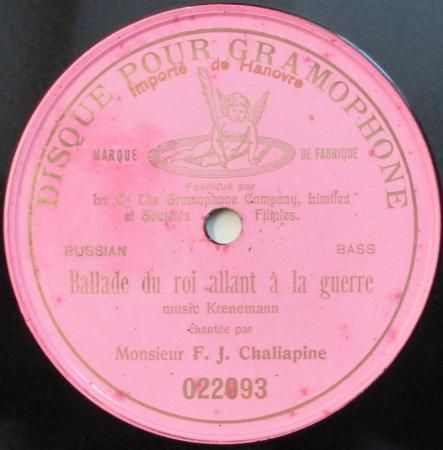 DISQUE POUR GRAMOPHONE
Importé de Hanovre
MARQUE DE FABRIQUE
Fabriqué par
La Cie The Gramophone Company, Limited
et Sociétés Filiales.
RUSSIAN BASS
Ballade du roi allant à la guerre
music Kœnemann
chantée par
Monsieur F. J. Chaliapine
022093